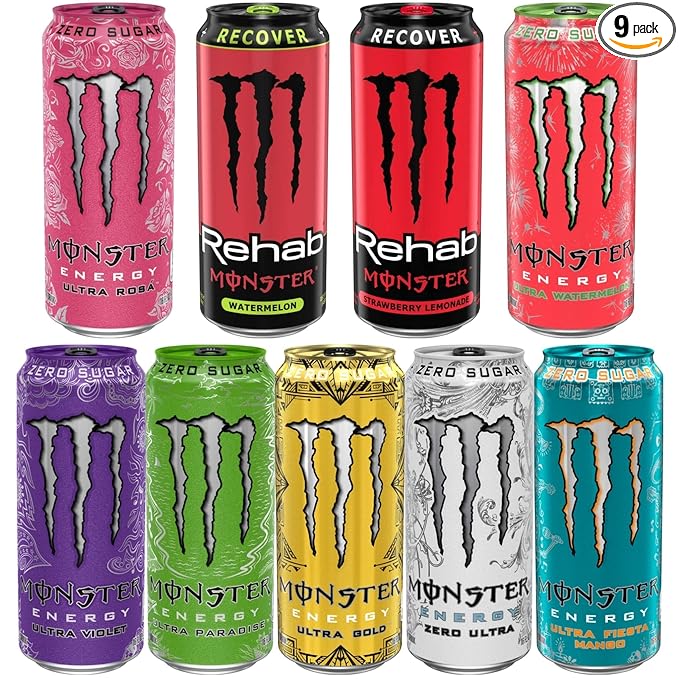 9 pack
ZERO SUGAR
MONSTER
ENERGY
ULTRA ROSA
RECOVER
Rehab
MONSTER
WATERMELON
RECOVER
Rehab
MONSTER
STRAWBERRY LEMONADE
ZERO SUGAR
MONSTER
ENERGY
ULTRA WATERMELON
ZERO SUGAR
MONSTER
ENERGY
ULTRA VIOLET
ZERO SUGAR
MONSTER
ENERGY
ULTRA PARADISE
ZERO SUGAR
MONSTER
ENERGY
ULTRA GOLD
ZERO SUGAR
MONSTER
ENERGY
ZERO ULTRA
ZERO SUGAR
MONSTER
ENERGY
ULTRA FIESTA
MANGO